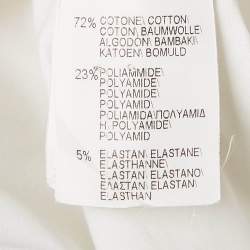 72% COTONE\ COTTON\
COTON\ BAUMWOLLE\
ALGODON\ BAMBAKI\
KATOEN\ BOMULD
23% POLIAMMIDE\
POLYAMIDE\
POLYAMIDE\
POLYAMID\
POLIAMIDA\ΠΟΛΥΑΜΙΔ
H\ POLYAMIDE\
POLYAMID
5% ELASTAN\ ELASTANE\
ELASTHANNE\
ELASTAN\ ELASTANO\
ΕΛΑΣΤΑΝ\ ELASTAN\
ELASTHAN